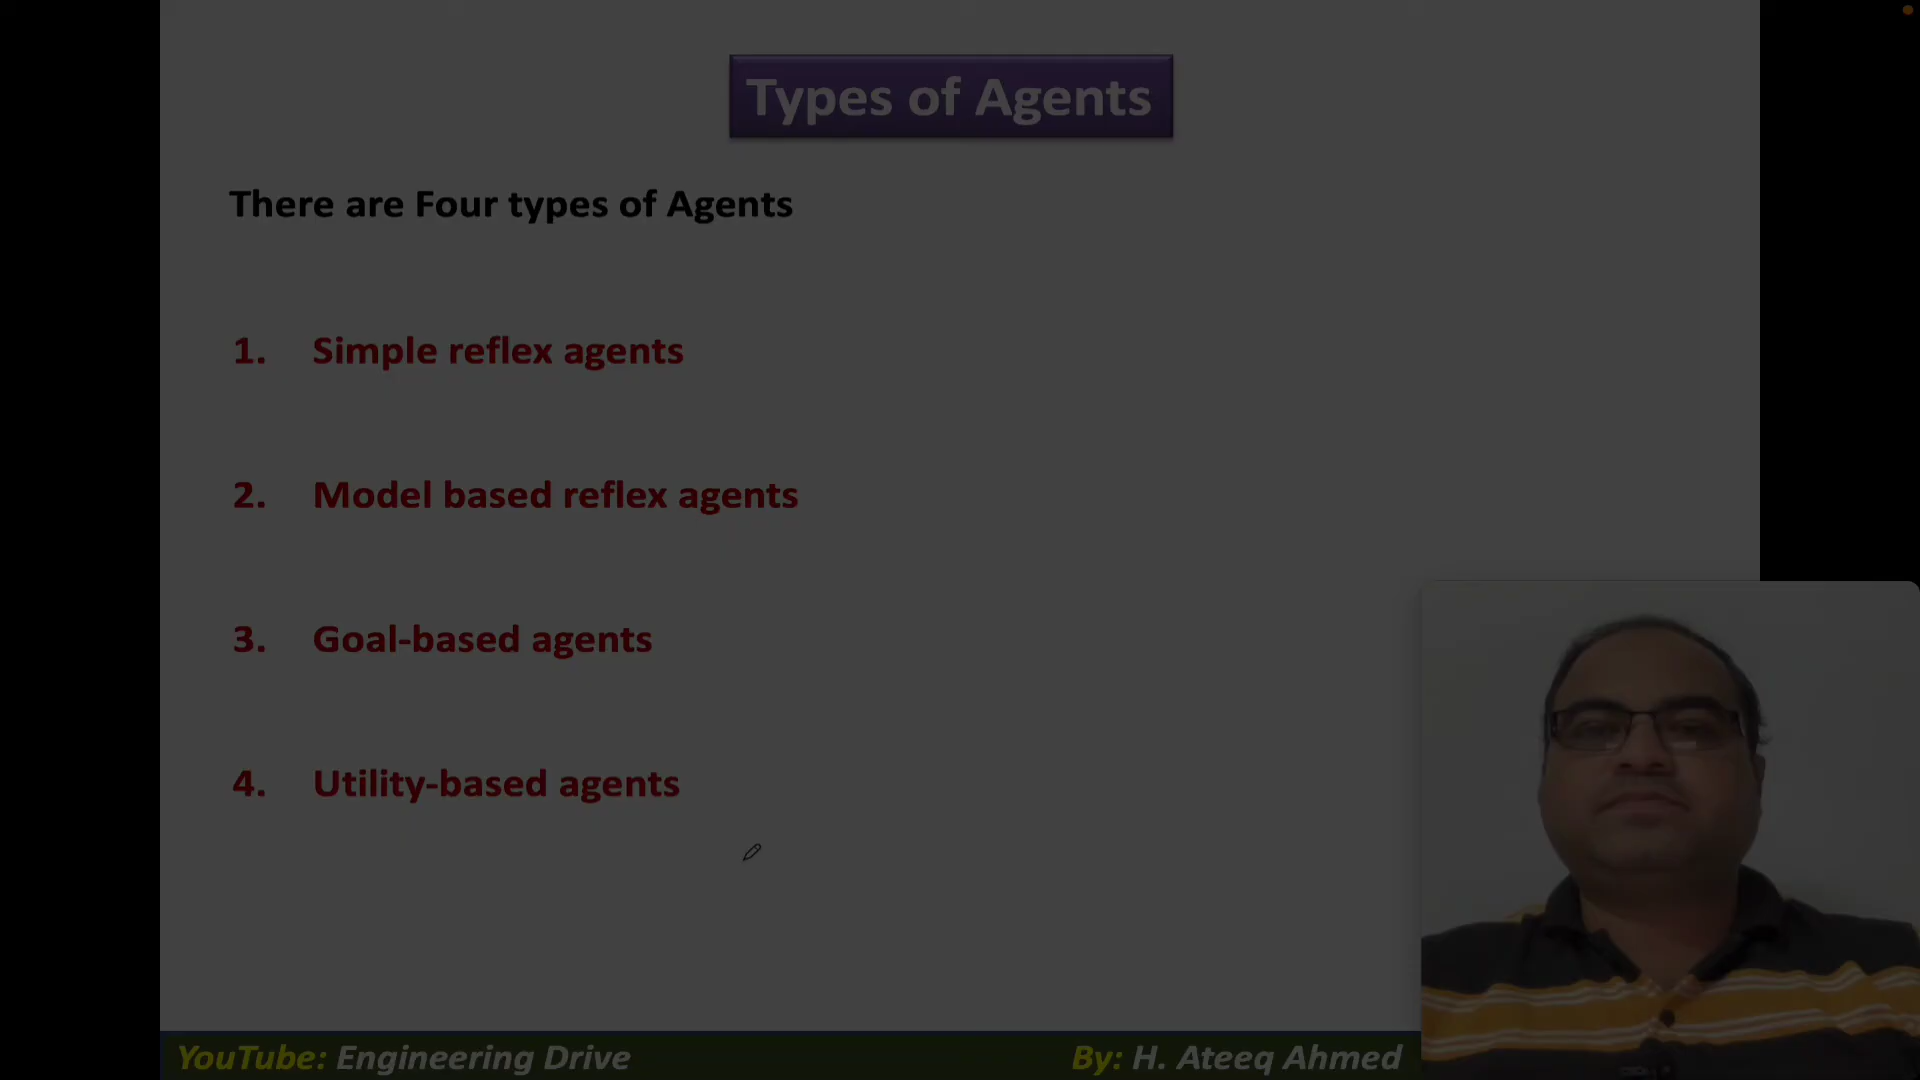 Types of Agents
There are Four types of Agents
1. Simple reflex agents
2. Model based reflex agents
3. Goal-based agents
4. Utility-based agents
YouTube: Engineering Drive
By: H. Ateeq Ahmed